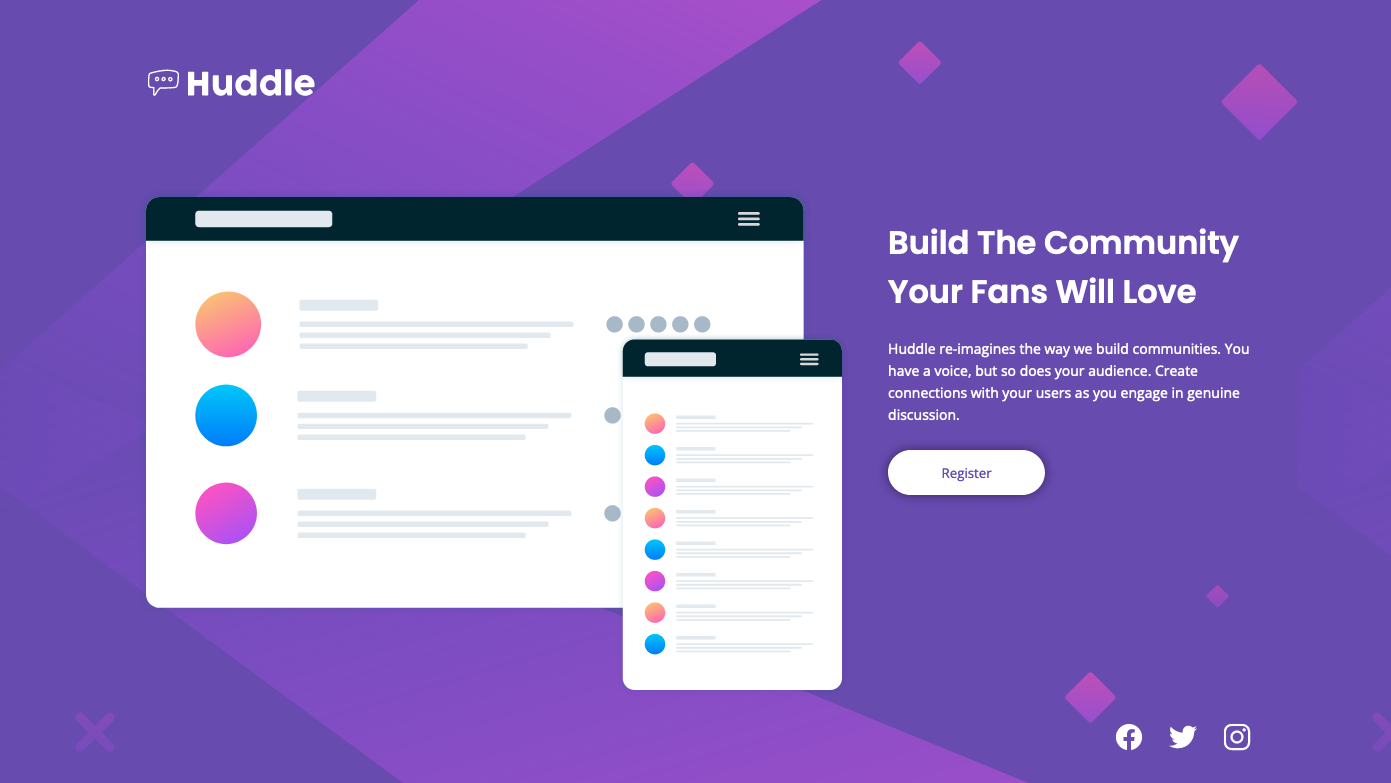 Huddle
Build The Community
Your Fans Will Love
Huddle re-imagines the way we build communities. You
have a voice, but so does your audience. Create
connections with your users as you engage in genuine
discussion.
Register